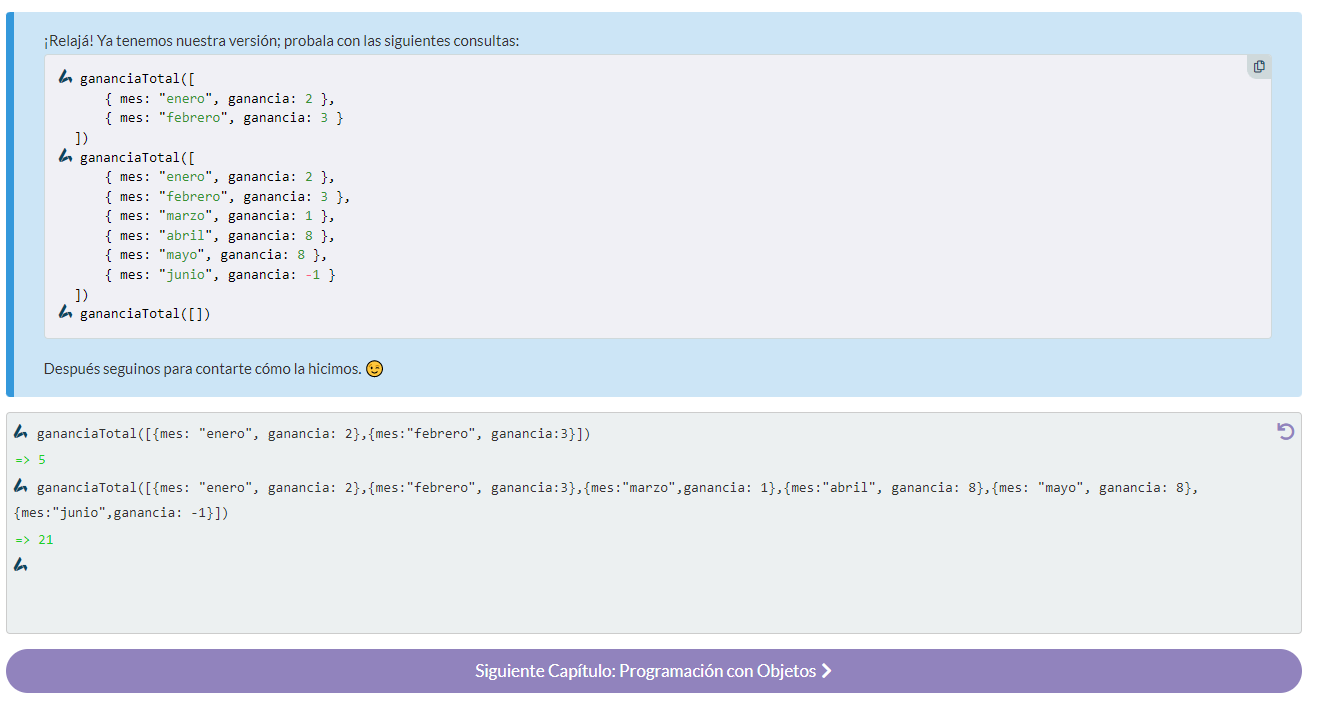 ¡Relajá! Ya tenemos nuestra versión; probala con las siguientes consultas:
gananciaTotal([
{ mes: "enero", ganancia: 2 },
{ mes: "febrero", ganancia: 3 }
])
gananciaTotal([
{ mes: "enero", ganancia: 2 },
{ mes: "febrero", ganancia: 3 },
{ mes: "marzo", ganancia: 1 },
{ mes: "abril", ganancia: 8 },
{ mes: "mayo", ganancia: 8 },
{ mes: "junio", ganancia: -1 }
])
gananciaTotal([])
Después seguinos para contarte cómo la hicimos. 😉
gananciaTotal([{mes: "enero", ganancia: 2},{mes:"febrero", ganancia:3}])
=> 5
gananciaTotal([{mes: "enero", ganancia: 2},{mes:"febrero", ganancia:3},{mes:"marzo",ganancia: 1},{mes:"abril", ganancia: 8},{mes: "mayo", ganancia: 8},
{mes:"junio",ganancia: -1}])
=> 21
Siguiente Capítulo: Programación con Objetos